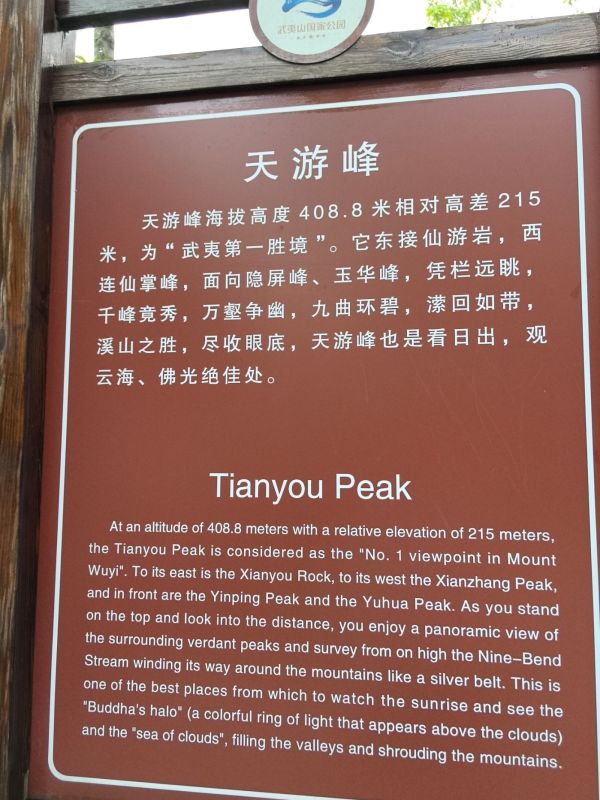 武夷山国家公园
天游峰
天游峰海拔高度408.8米相对高差215
米，为“武夷第一胜境”。它东接仙游岩，西
连仙掌峰，面向隐屏峰、玉华峰，凭栏远眺，
千峰竞秀，万壑争幽，九曲环碧，潆回如带，
溪山之胜，尽收眼底，天游峰也是看日出，观
云海、佛光绝佳处。
Tianyou Peak
At an altitude of 408.8 meters with a relative elevation of 215 meters,
the Tianyou Peak is considered as the "No. 1 viewpoint in Mount
Wuyi". To its east is the Xianyou Rock, to its west the Xianzhang Peak,
and in front are the Yinping Peak and the Yuhua Peak. As you stand
on the top and look into the distance, you enjoy a panoramic view of
the surrounding verdant peaks and survey from on high the Nine-Bend
Stream winding its way around the mountains like a silver belt. This is
one of the best places from which to watch the sunrise and see the
"Buddha's halo" (a colorful ring of light that appears above the clouds)
and the "sea of clouds", filling the valleys and shrouding the mountains.